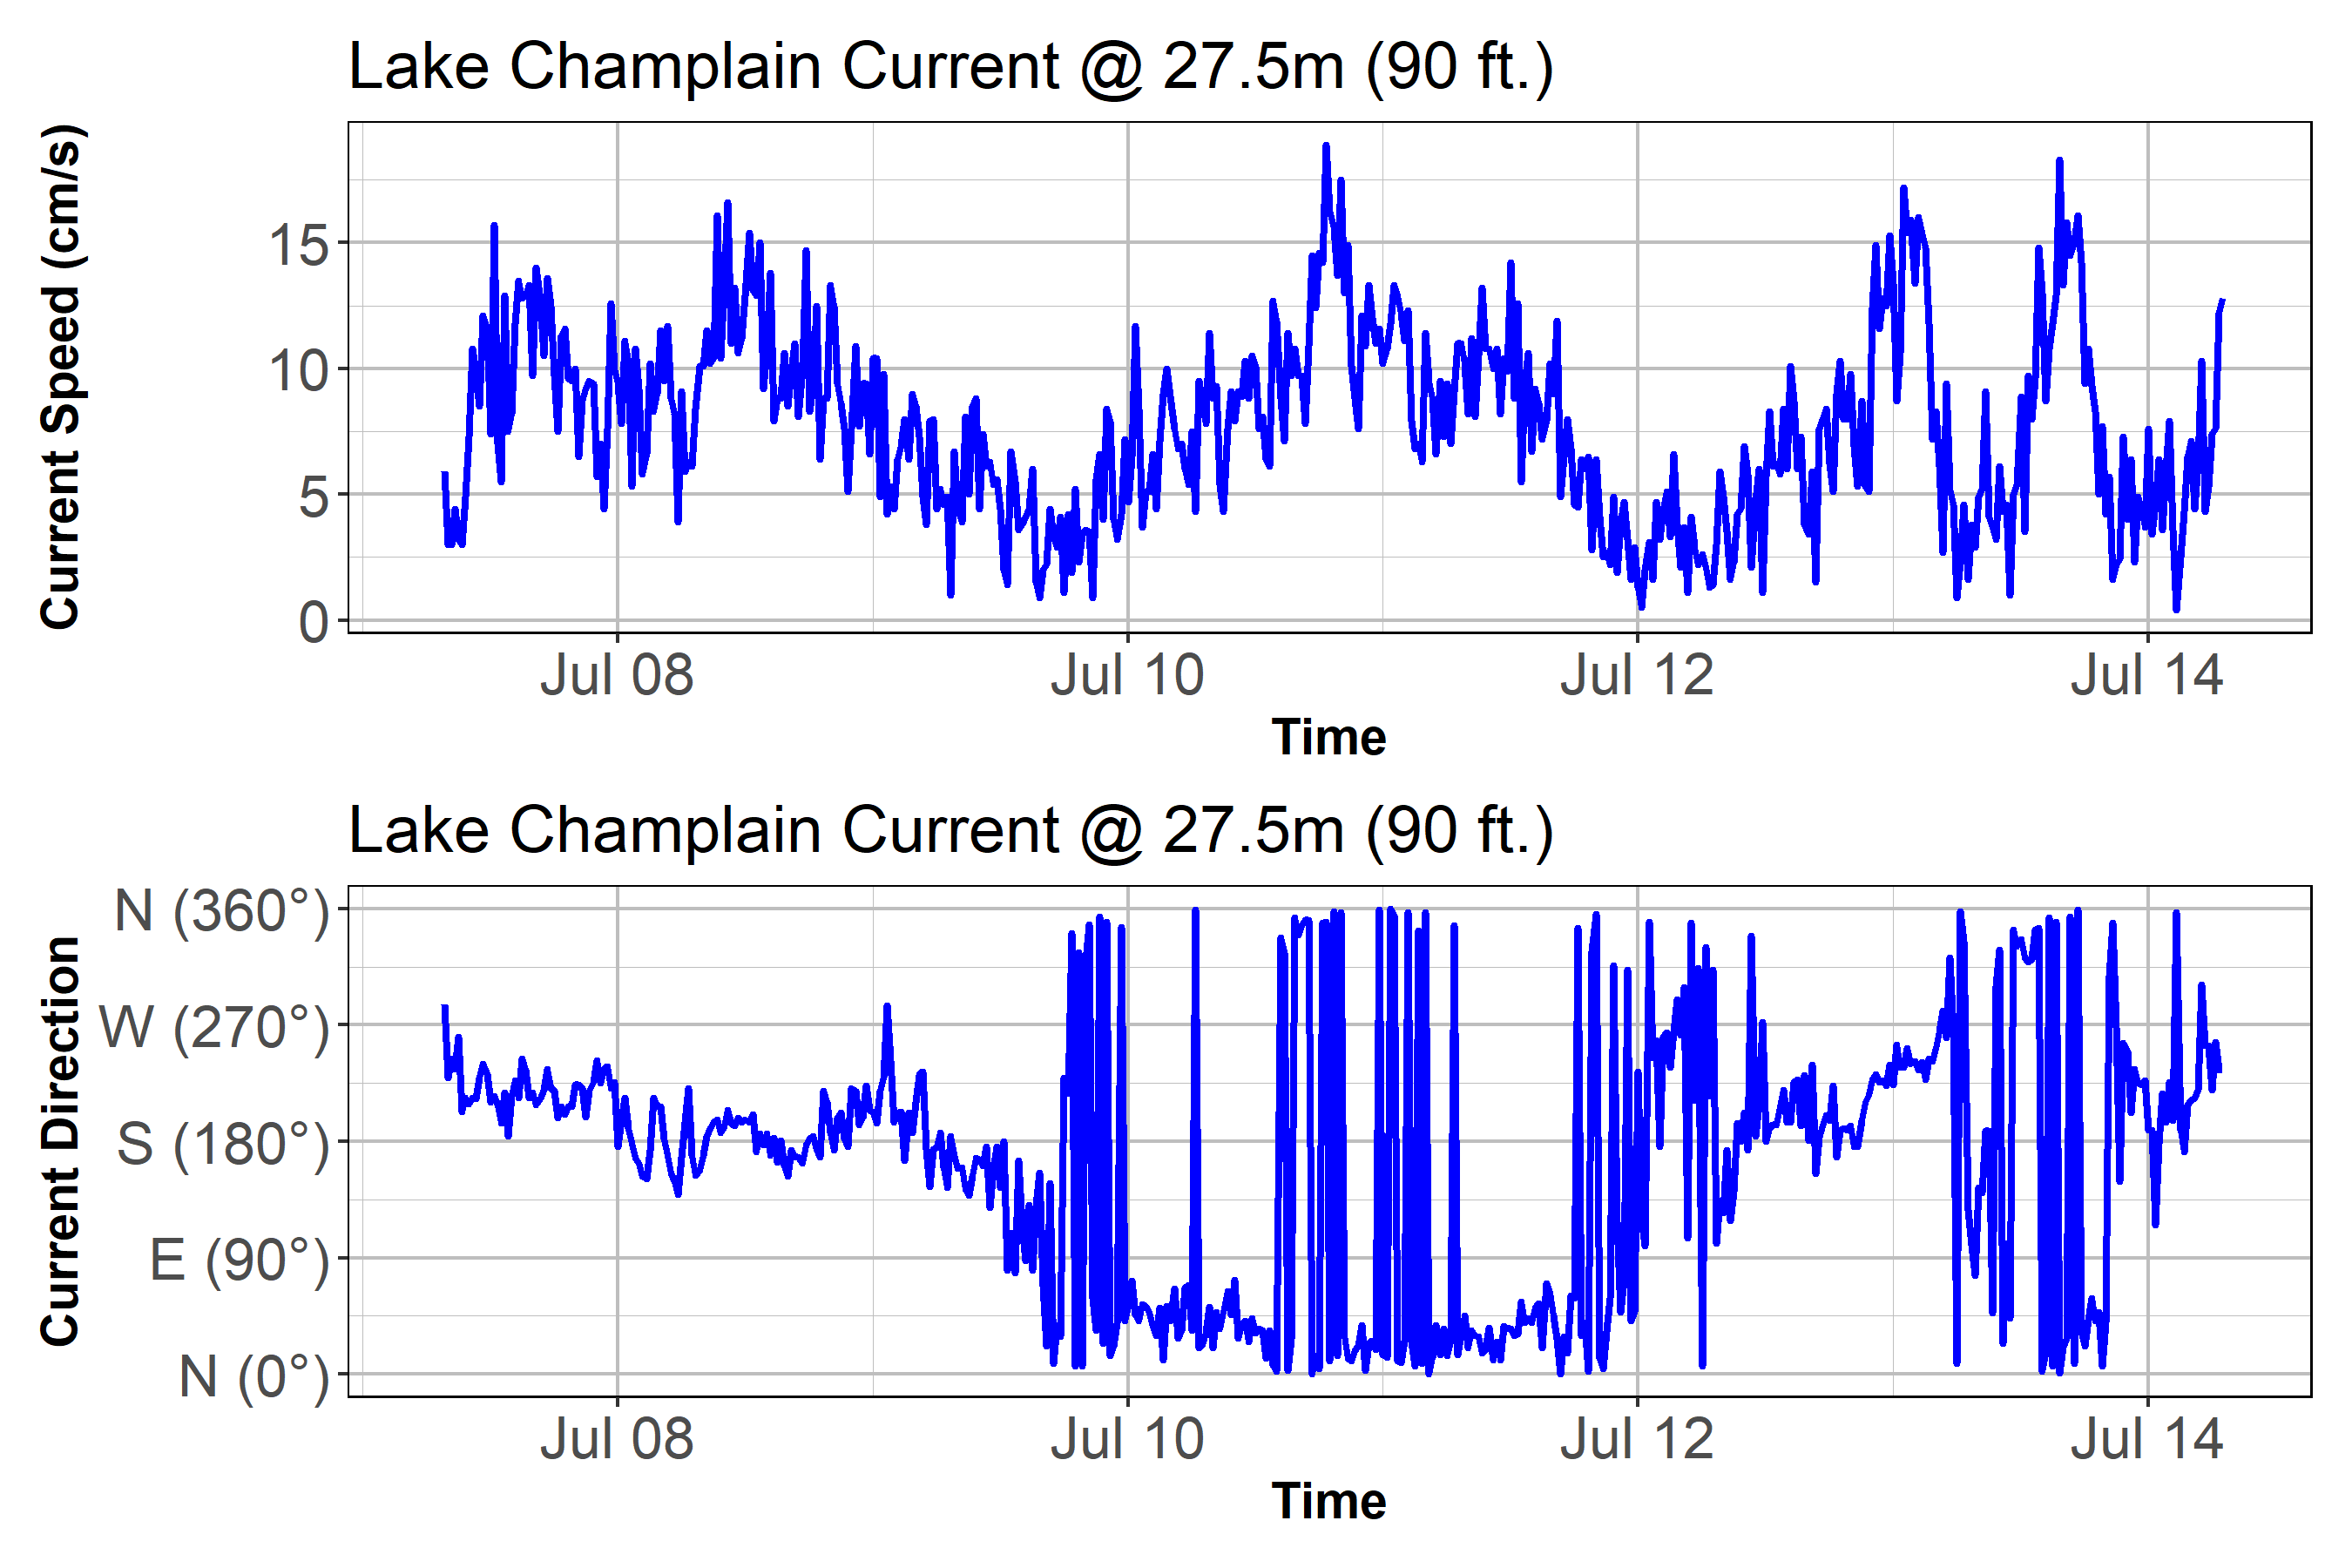 Lake Champlain Current @ 27.5m (90 ft.)
Current Speed (cm/s)
15
10
5
0
Jul 08 Jul 10 Jul 12 Jul 14
Time
Lake Champlain Current @ 27.5m (90 ft.)
Current Direction
N (360°)
W (270°)
S (180°)
E (90°)
N (0°)
Jul 08 Jul 10 Jul 12 Jul 14
Time